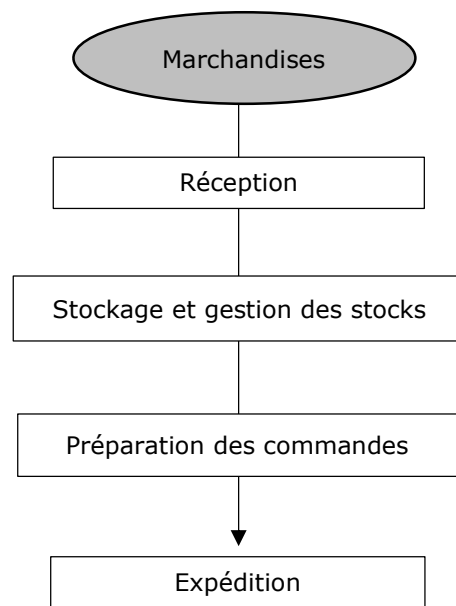 Marchandises
Réception
Stockage et gestion des stocks
Préparation des commandes
Expédition